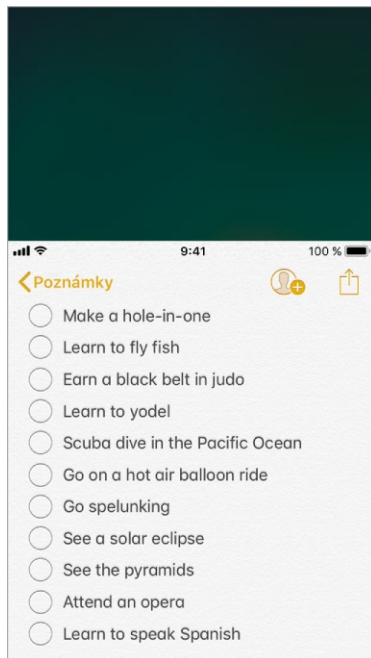 9:41
100 %
Poznámky
Make a hole-in-one
Learn to fly fish
Earn a black belt in judo
Learn to yodel
Scuba dive in the Pacific Ocean
Go on a hot air balloon ride
Go spelunking
See a solar eclipse
See the pyramids
Attend an opera
Learn to speak Spanish